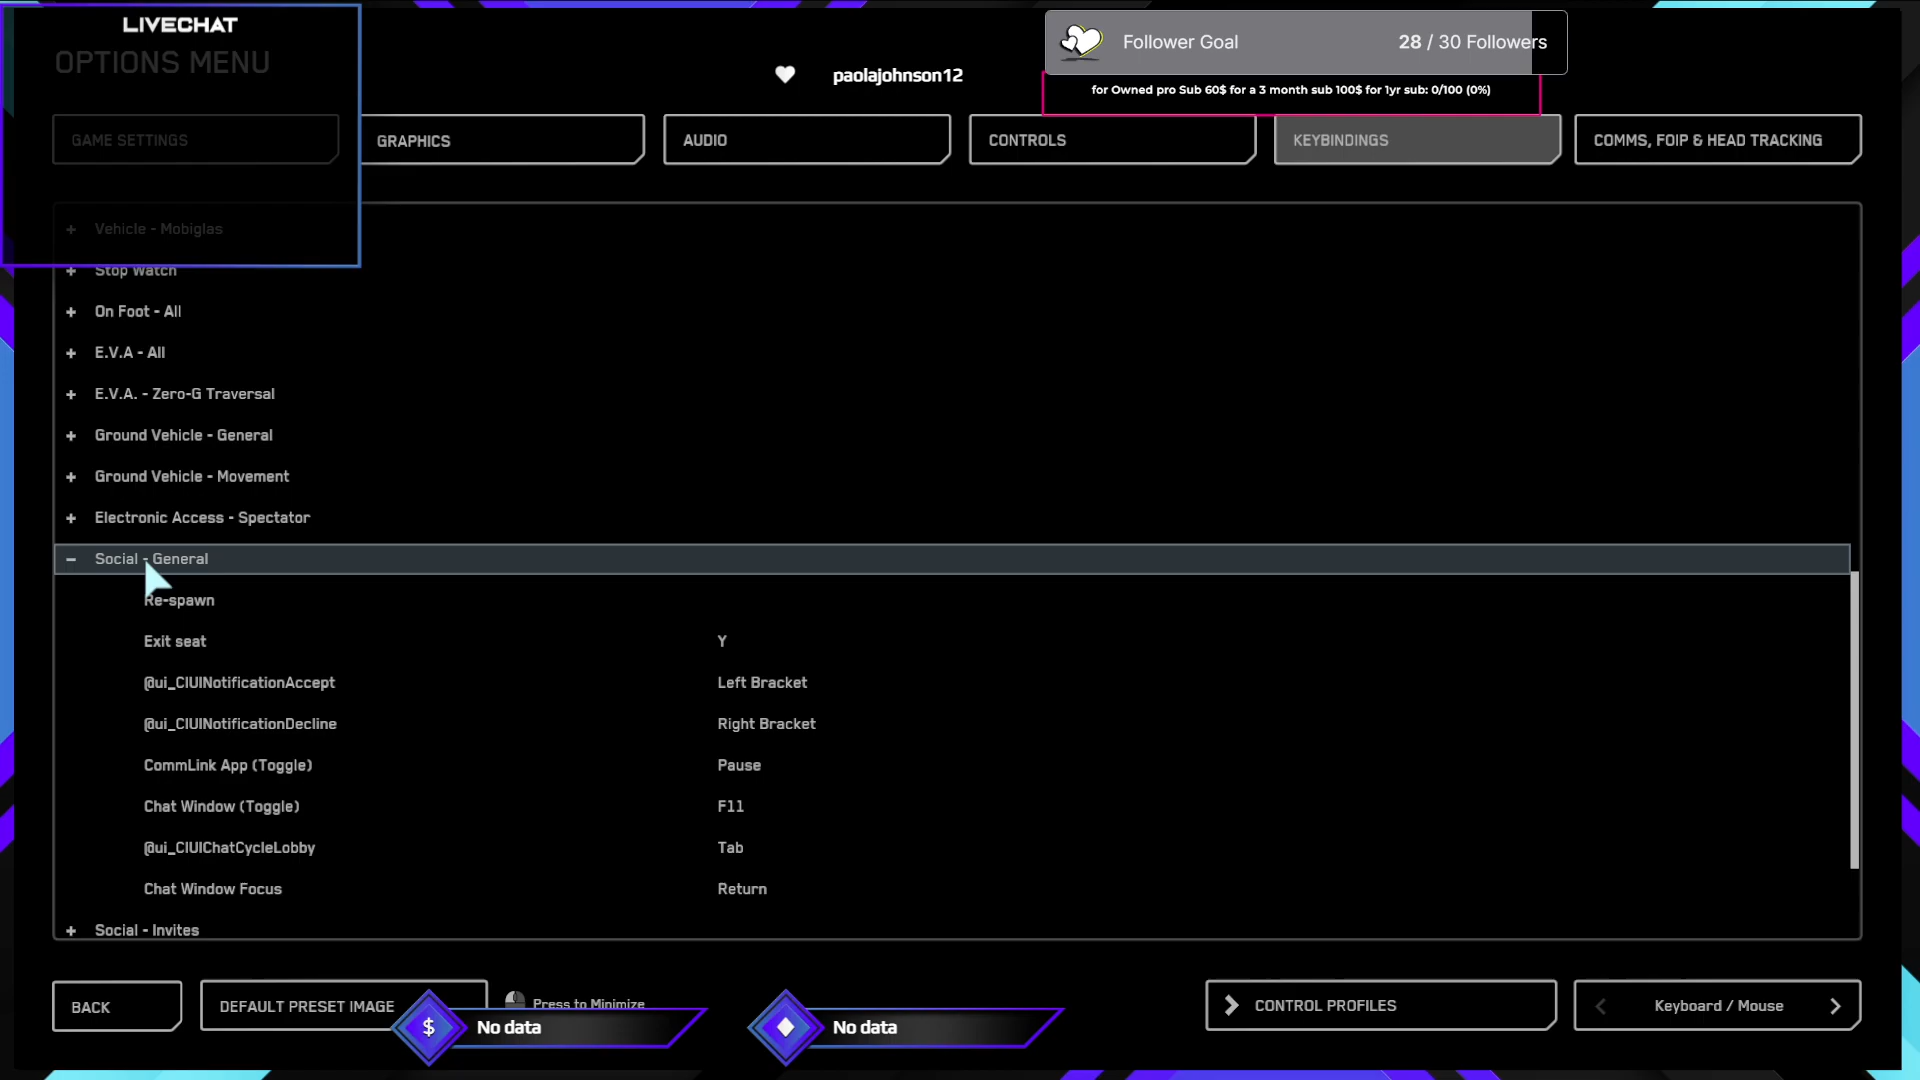 LIVECHAT
OPTIONS MENU
paolajohnson12
Follower Goal 28 / 30 Followers
for Owned pro Sub 60$ for a 3 month sub 100$ for 1yr sub: 0/100 (0%)
GAME SETTINGS
GRAPHICS
AUDIO
CONTROLS
KEYBINDINGS
COMMS, FOIP & HEAD TRACKING
+ Vehicle - Mobiglas
+ Stop Watch
+ On Foot - All
+ E.V.A - All
+ E.V.A. - Zero-G Traversal
+ Ground Vehicle - General
+ Ground Vehicle - Movement
+ Electronic Access - Spectator
- Social - General
Re-spawn
Exit seat Y
@ui_CIUINotificationAccept Left Bracket
@ui_CIUINotificationDecline Right Bracket
CommLink App (Toggle) Pause
Chat Window (Toggle) F11
@ui_CIUIChatCycleLobby Tab
Chat Window Focus Return
+ Social - Invites
BACK
DEFAULT PRESET IMAGE
Press to Minimize
$ No data
No data
CONTROL PROFILES
Keyboard / Mouse